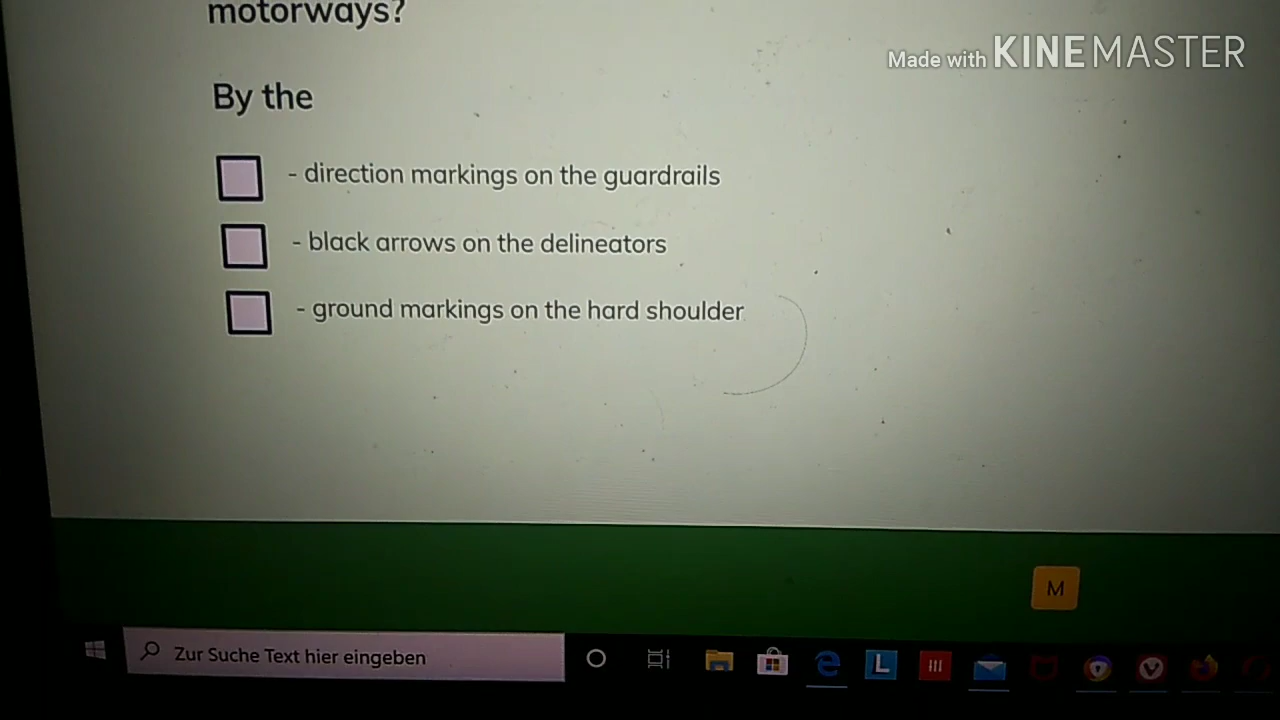 motorways?
Made with KINEMASTER
By the
- direction markings on the guardrails
- black arrows on the delineators
- ground markings on the hard shoulder
M
Zur Suche Text hier eingeben
L